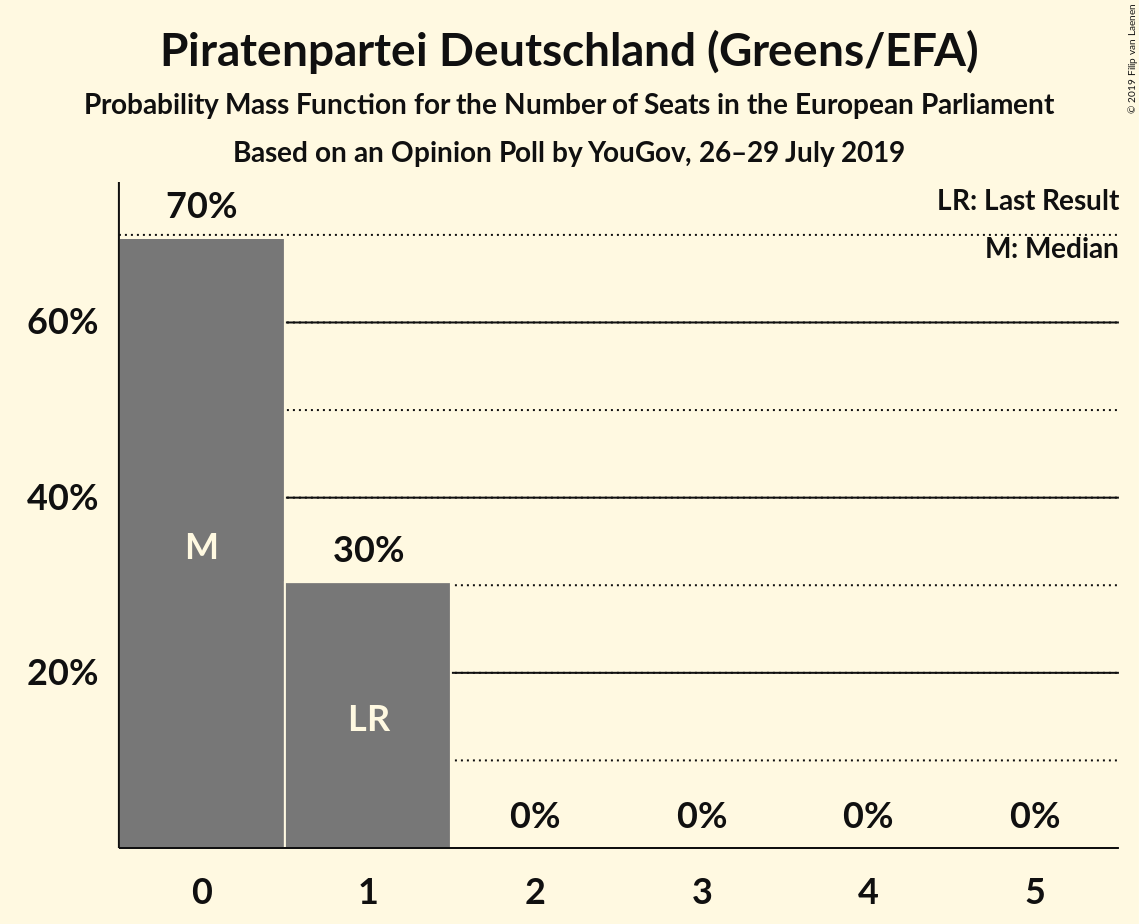 Piratenpartei Deutschland (Greens/EFA)
Probability Mass Function for the Number of Seats in the European Parliament
Based on an Opinion Poll by YouGov, 26–29 July 2019
© 2019 Filip van Laenen
LR: Last Result
M: Median
70%
60%
40%
20%
M
30%
LR
0%
0%
0%
0%
0
1
2
3
4
5